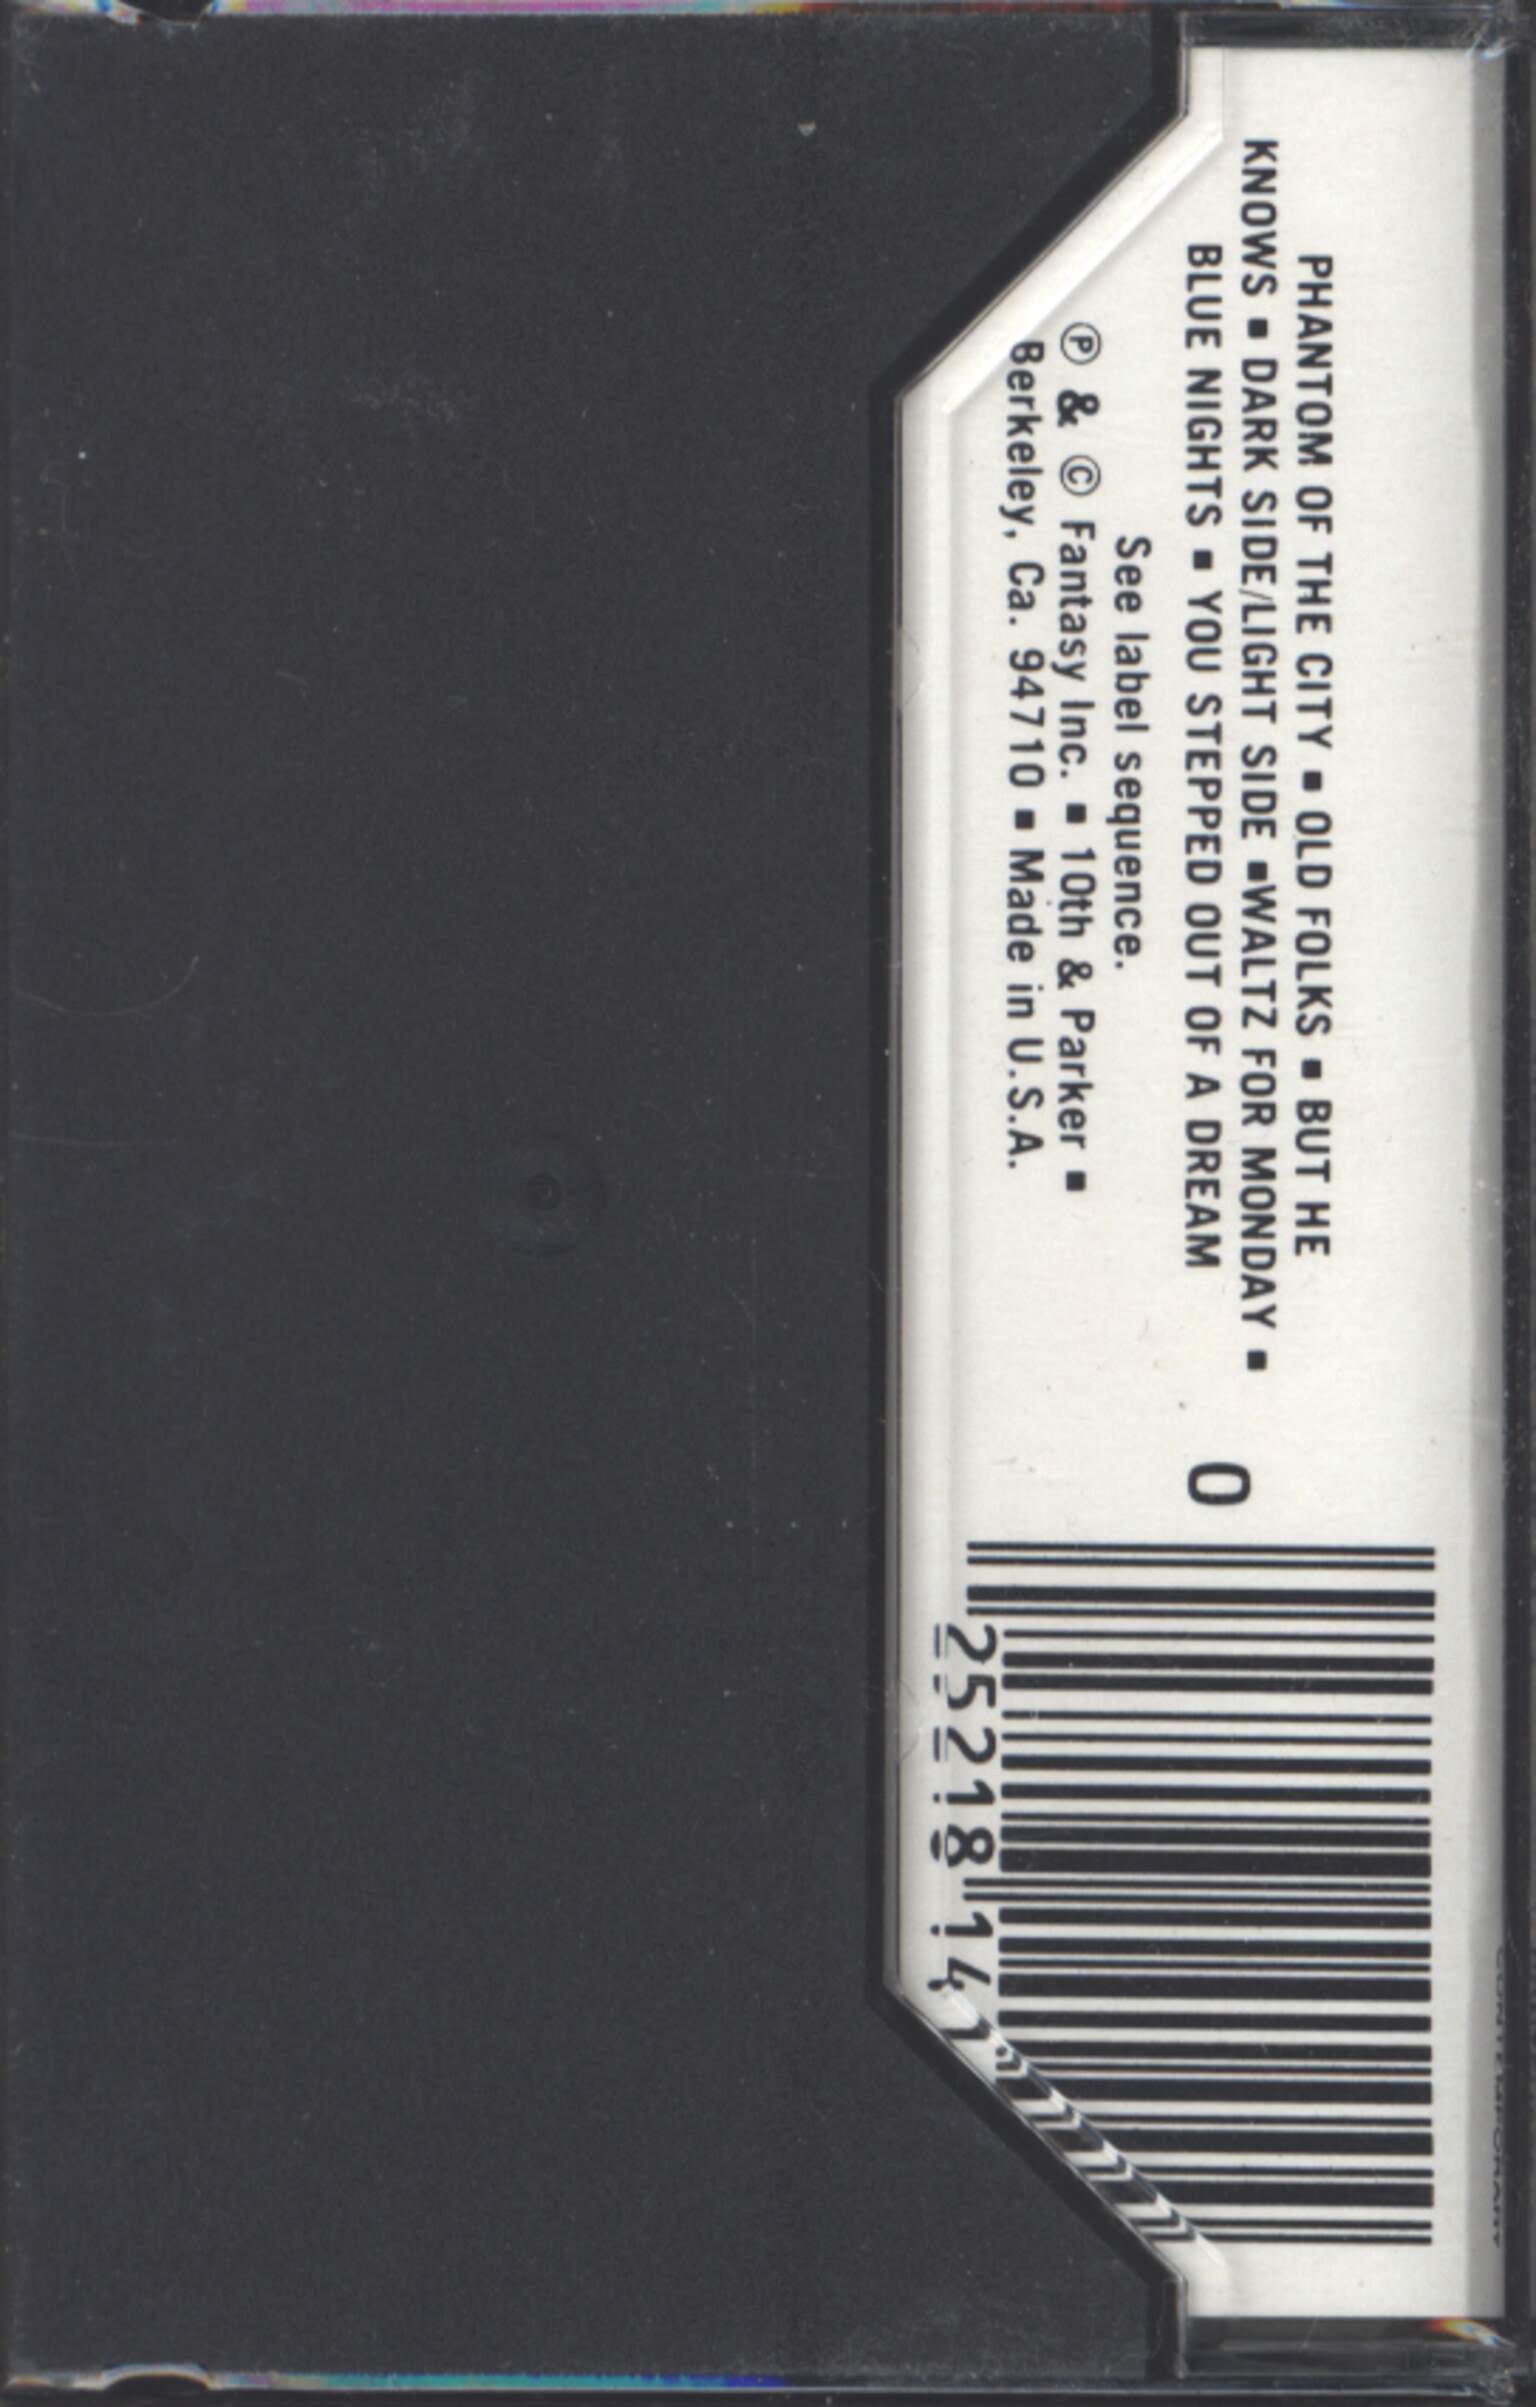 PHANTOM OF THE CITY ▪ OLD FOLKS ▪ BUT HE
KNOWS ▪ DARK SIDE/LIGHT SIDE ▪WALTZ FOR MONDAY ▪
BLUE NIGHTS ▪ YOU STEPPED OUT OF A DREAM
See label sequence.
Ⓟ & © Fantasy Inc. ▪ 10th & Parker ▪
Berkeley, Ca. 94710 ▪ Made in U.S.A.
0
25218 14